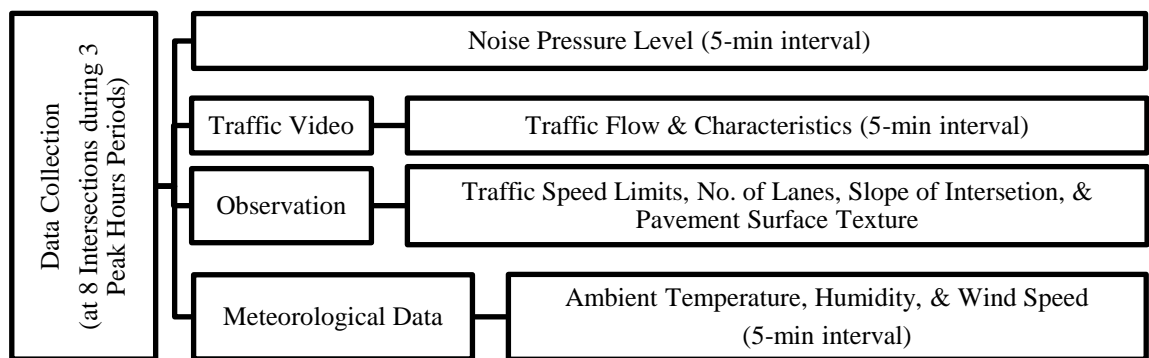 Data Collection
(at 8 Intersections during 3
Peak Hours Periods)
Noise Pressure Level (5-min interval)
Traffic Video
Traffic Flow & Characteristics (5-min interval)
Observation
Traffic Speed Limits, No. of Lanes, Slope of Intersetion, &
Pavement Surface Texture
Meteorological Data
Ambient Temperature, Humidity, & Wind Speed
(5-min interval)